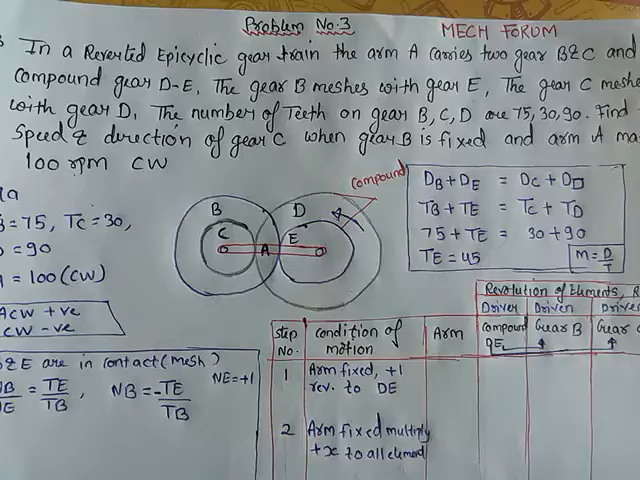 Problem No:3
MECH FORUM
In a Reverted Epicyclic gear train the arm A carries two gear B&C and
compound gear D-E. The gear B meshes with gear E, The gear C meshe
with gear D, The number of Teeth on gear B, C, D are 75, 30, 90. Find
Speed & direction of gear C when gear B is fixed and arm A ma
100 rpm CW
compound
B
D
C
A
E
DB + DE = DC + DD
TB + TE = TC + TD
75 + TE = 30 + 90
TE = 45
M = D/T
= 75, TC = 30,
= 90
= 100 (CW)
ACW +ve
CW -ve
B&E are in contact (mesh)
NB/NE = TE/TB, NB = -TE/TB NE = +1
Revolution of Elements, R
Driver Driven Driven
Step No. condition of motion Arm compound DE Gear B Gear C
1 Arm fixed, +1
rev. to DE
2 Arm fixed multiply
+x to all element